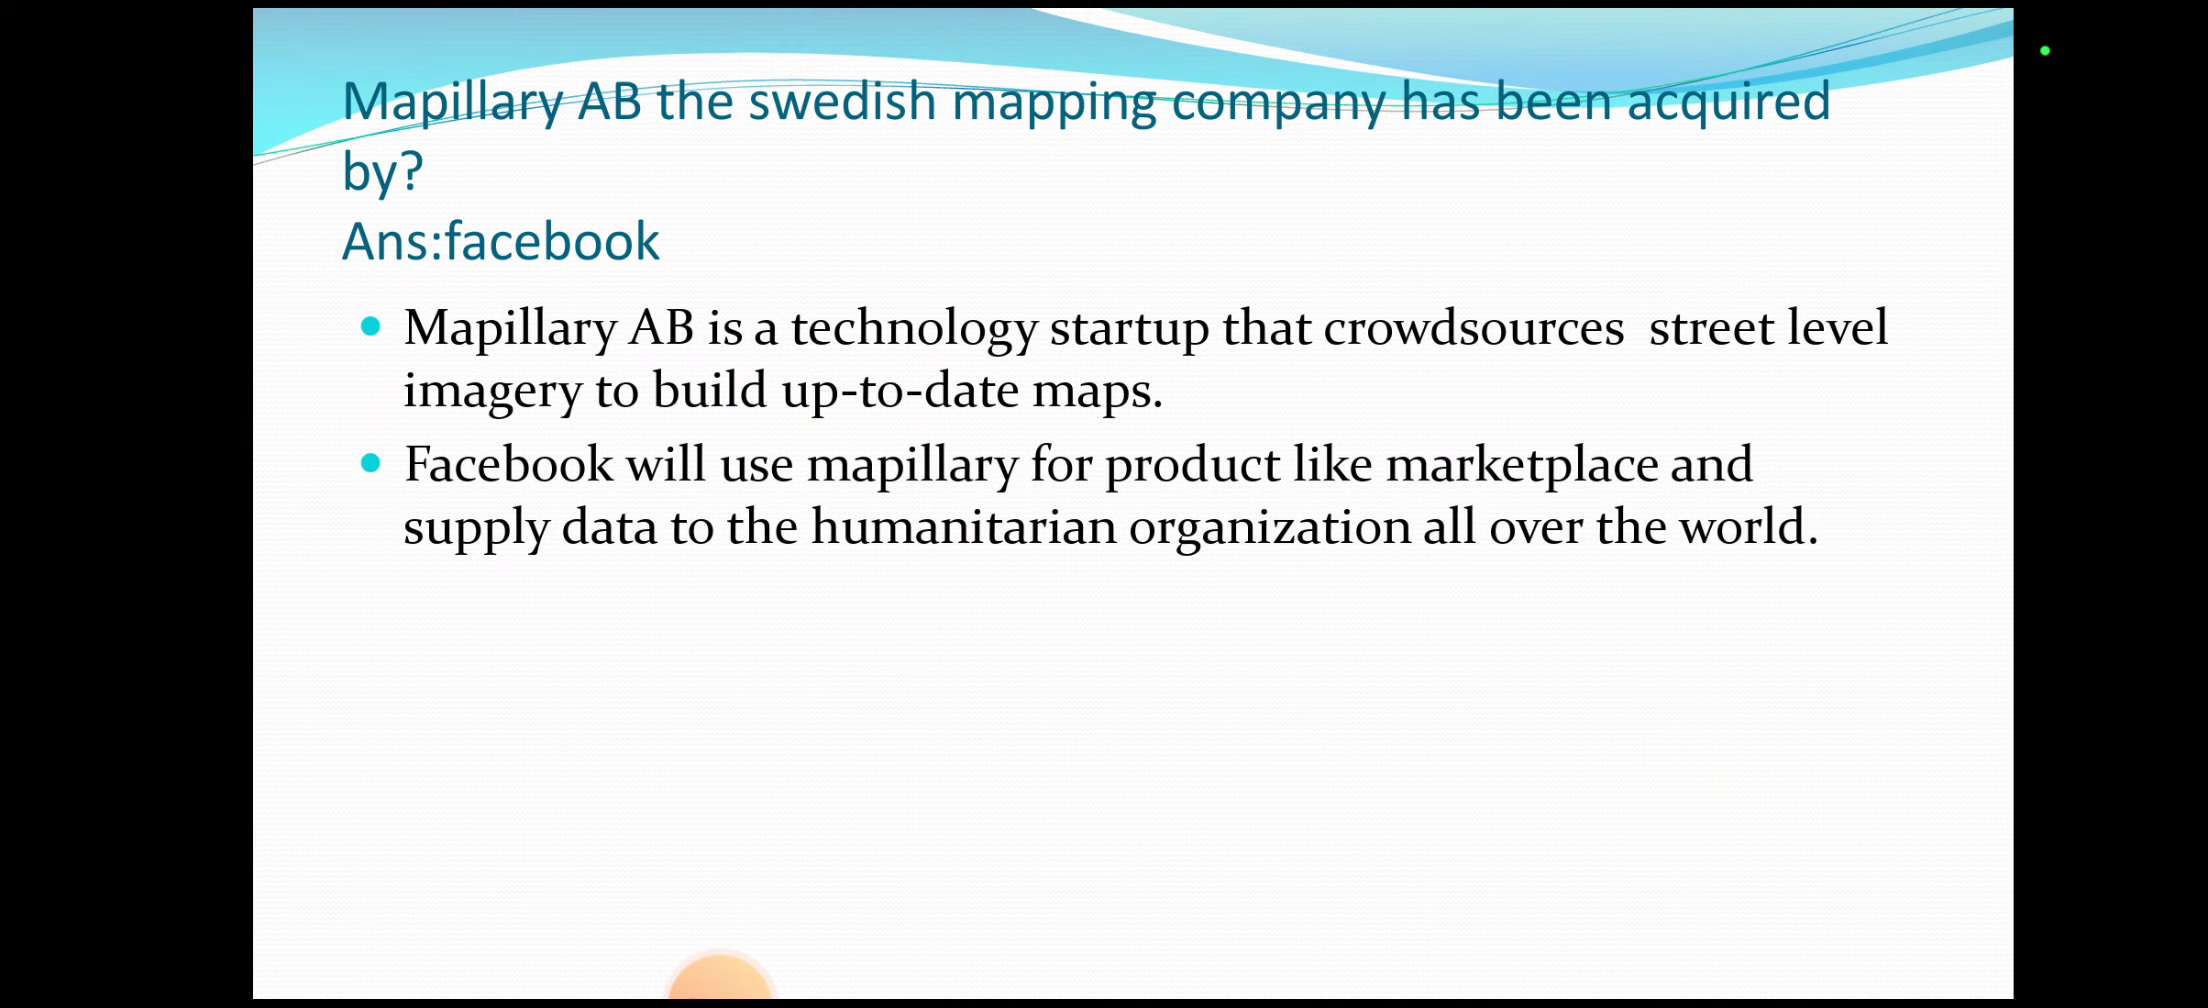 Mapillary AB the swedish mapping company has been acquired
by?
Ans:facebook
Mapillary AB is a technology startup that crowdsources  street level
imagery to build up-to-date maps.
Facebook will use mapillary for product like marketplace and
supply data to the humanitarian organization all over the world.